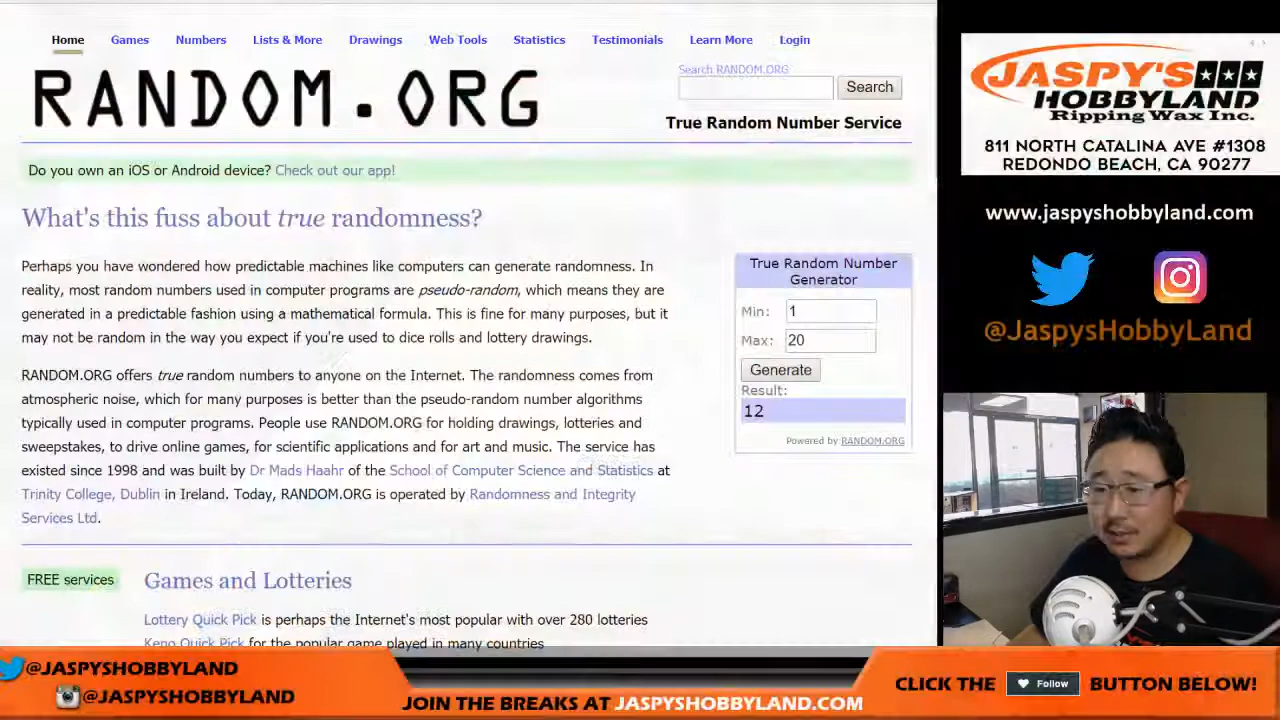 Home Games Numbers Lists & More Drawings Web Tools Statistics Testimonials Learn More Login
RANDOM.ORG
Search RANDOM.ORG
Search
True Random Number Service
Do you own an iOS or Android device? Check out our app!
What's this fuss about true randomness?
Perhaps you have wondered how predictable machines like computers can generate randomness. In
reality, most random numbers used in computer programs are pseudo-random, which means they are
generated in a predictable fashion using a mathematical formula. This is fine for many purposes, but it
may not be random in the way you expect if you're used to dice rolls and lottery drawings.
RANDOM.ORG offers true random numbers to anyone on the Internet. The randomness comes from
atmospheric noise, which for many purposes is better than the pseudo-random number algorithms
typically used in computer programs. People use RANDOM.ORG for holding drawings, lotteries and
sweepstakes, to drive online games, for scientific applications and for art and music. The service has
existed since 1998 and was built by Dr Mads Haahr of the School of Computer Science and Statistics at
Trinity College, Dublin in Ireland. Today, RANDOM.ORG is operated by Randomness and Integrity
Services Ltd.
True Random Number
Generator
Min: 1
Max: 20
Generate
Result:
12
Powered by RANDOM.ORG
FREE services
Games and Lotteries
Lottery Quick Pick is perhaps the Internet's most popular with over 280 lotteries
Keno Quick Pick for the popular game played in many countries
JASPY'S
HOBBYLAND
Ripping Wax Inc.
811 NORTH CATALINA AVE #1308
REDONDO BEACH, CA 90277
www.jaspyshobbyland.com
@JaspysHobbyLand
@JASPYSHOBBYLAND
@JASPYSHOBBYLAND
JOIN THE BREAKS AT JASPYSHOBBYLAND.COM
CLICK THE Follow BUTTON BELOW!